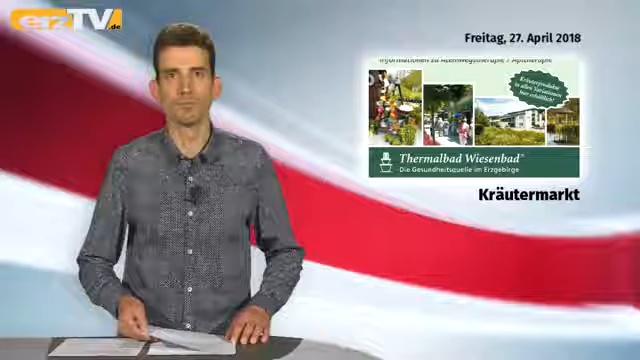 erzTV.de
Freitag, 27. April 2018
Informationen zu Atemwegstherapie / Apitherapie
Kräuterprodukte
in allen Variationen
hier erhältlich!
Thermalbad Wiesenbad
Die Gesundheitsquelle im Erzgebirge
Kräutermarkt